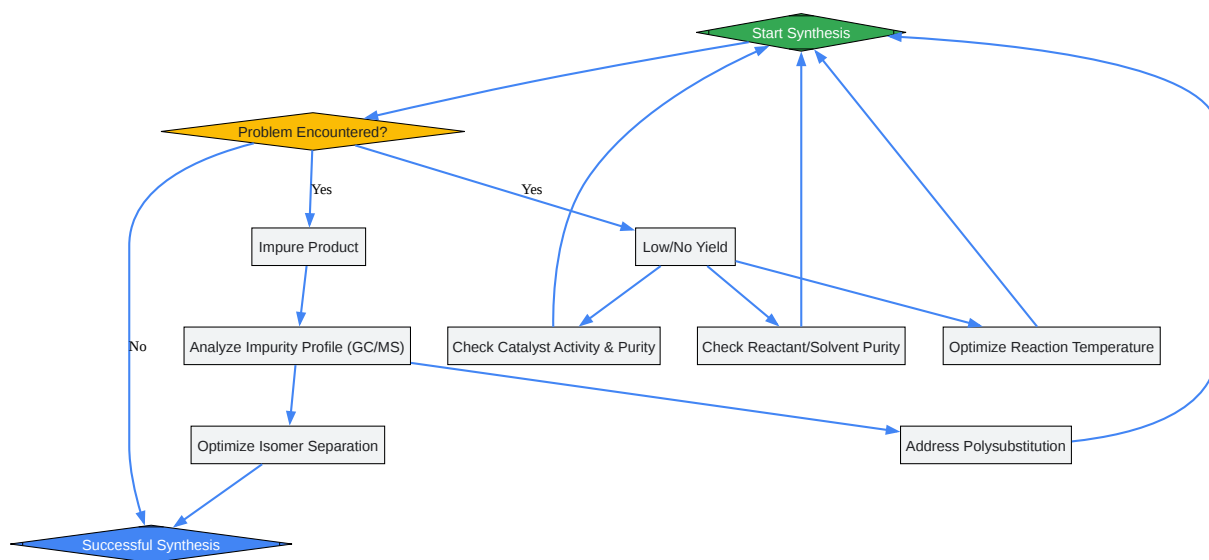 Start Synthesis
Problem Encountered?
Yes
Yes
Impure Product
Low/No Yield
No
Analyze Impurity Profile (GC/MS)
Check Catalyst Activity & Purity
Check Reactant/Solvent Purity
Optimize Reaction Temperature
Optimize Isomer Separation
Address Polysubstitution
Successful Synthesis